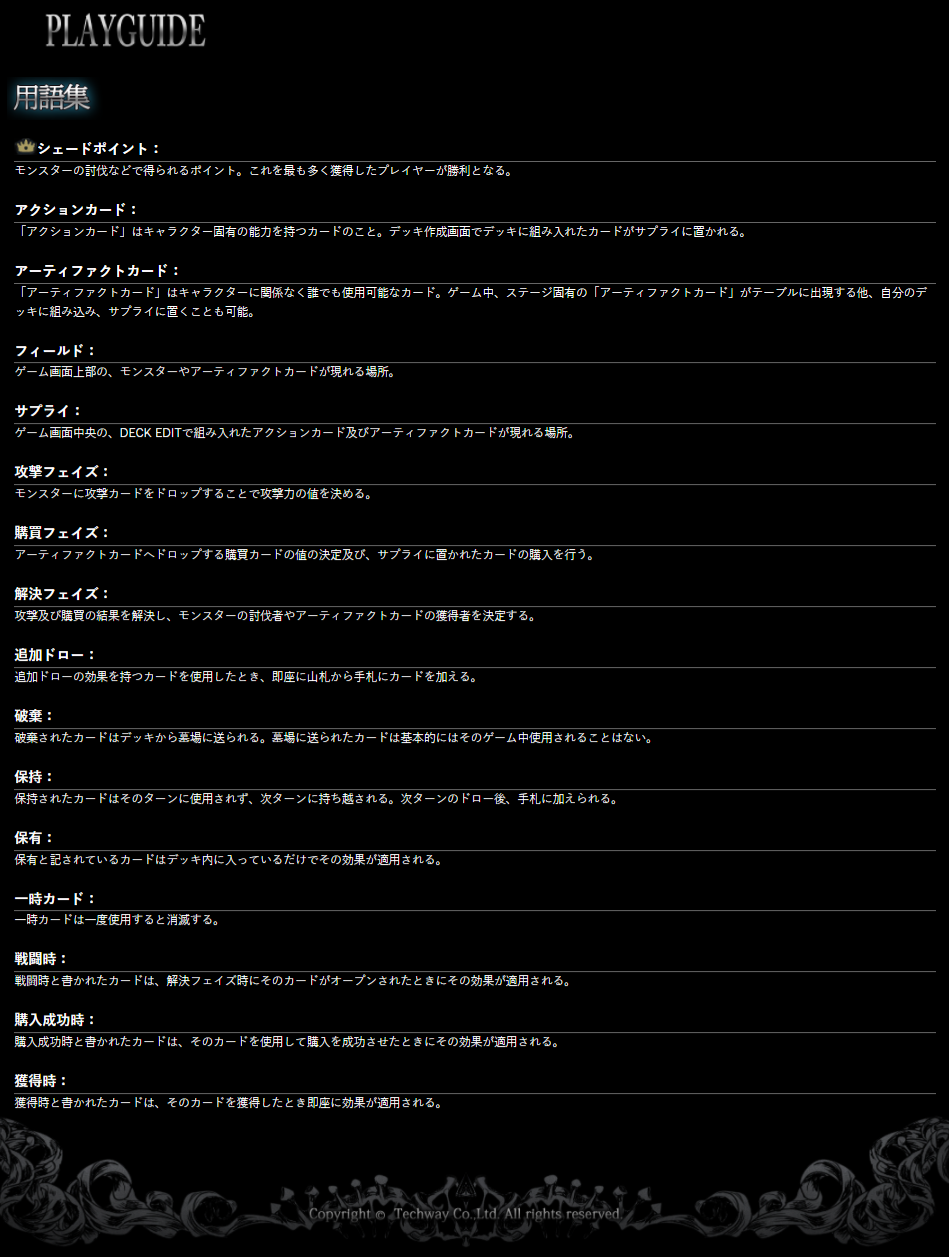 PLAYGUIDE
用語集
シェードポイント：
モンスターの討伐などで得られるポイント。これを最も多く獲得したプレイヤーが勝利となる。
アクションカード：
「アクションカード」はキャラクター固有の能力を持つカードのこと。デッキ作成画面でデッキに組み入れたカードがサプライに置かれる。
アーティファクトカード：
「アーティファクトカード」はキャラクターに関係なく誰でも使用可能なカード。ゲーム中、ステージ固有の「アーティファクトカード」がテーブルに出現する他、自分のデ
ッキに組み込み、サプライに置くことも可能。
フィールド：
ゲーム画面上部の、モンスターやアーティファクトカードが現れる場所。
サプライ：
ゲーム画面中央の、DECK EDITで組み入れたアクションカード及びアーティファクトカードが現れる場所。
攻撃フェイズ：
モンスターに攻撃カードをドロップすることで攻撃力の値を決める。
購買フェイズ：
アーティファクトカードへドロップする購買カードの値の決定及び、サプライに置かれたカードの購入を行う。
解決フェイズ：
攻撃及び購買の結果を解決し、モンスターの討伐者やアーティファクトカードの獲得者を決定する。
追加ドロー：
追加ドローの効果を持つカードを使用したとき、即座に山札から手札にカードを加える。
破棄：
破棄されたカードはデッキから墓場に送られる。墓場に送られたカードは基本的にはそのゲーム中使用されることはない。
保持：
保持されたカードはそのターンに使用されず、次ターンに持ち越される。次ターンのドロー後、手札に加えられる。
保有：
保有と記されているカードはデッキ内に入っているだけでその効果が適用される。
一時カード：
一時カードは一度使用すると消滅する。
戦闘時：
戦闘時と書かれたカードは、解決フェイズ時にそのカードがオープンされたときにその効果が適用される。
購入成功時：
購入成功時と書かれたカードは、そのカードを使用して購入を成功させたときにその効果が適用される。
獲得時：
獲得時と書かれたカードは、そのカードを獲得したとき即座に効果が適用される。
Copyright © Techway Co.,Ltd. All rights reserved.